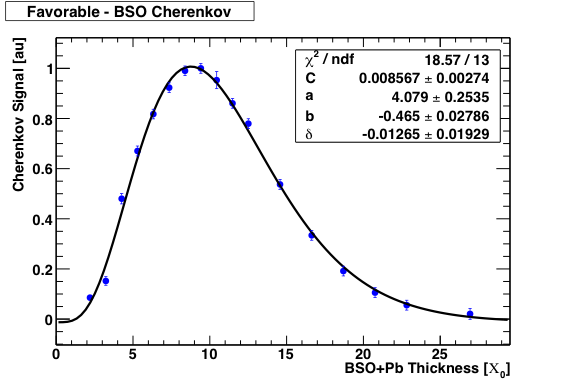 Favorable - BSO Cherenkov
Cherenkov Signal [au]
χ² / ndf 18.57 / 13
C 0.008567 ± 0.00274
a 4.079 ± 0.2535
b -0.465 ± 0.02786
δ -0.01265 ± 0.01929
1
0.8
0.6
0.4
0.2
0
0 5 10 15 20 25
BSO+Pb Thickness [X₀]